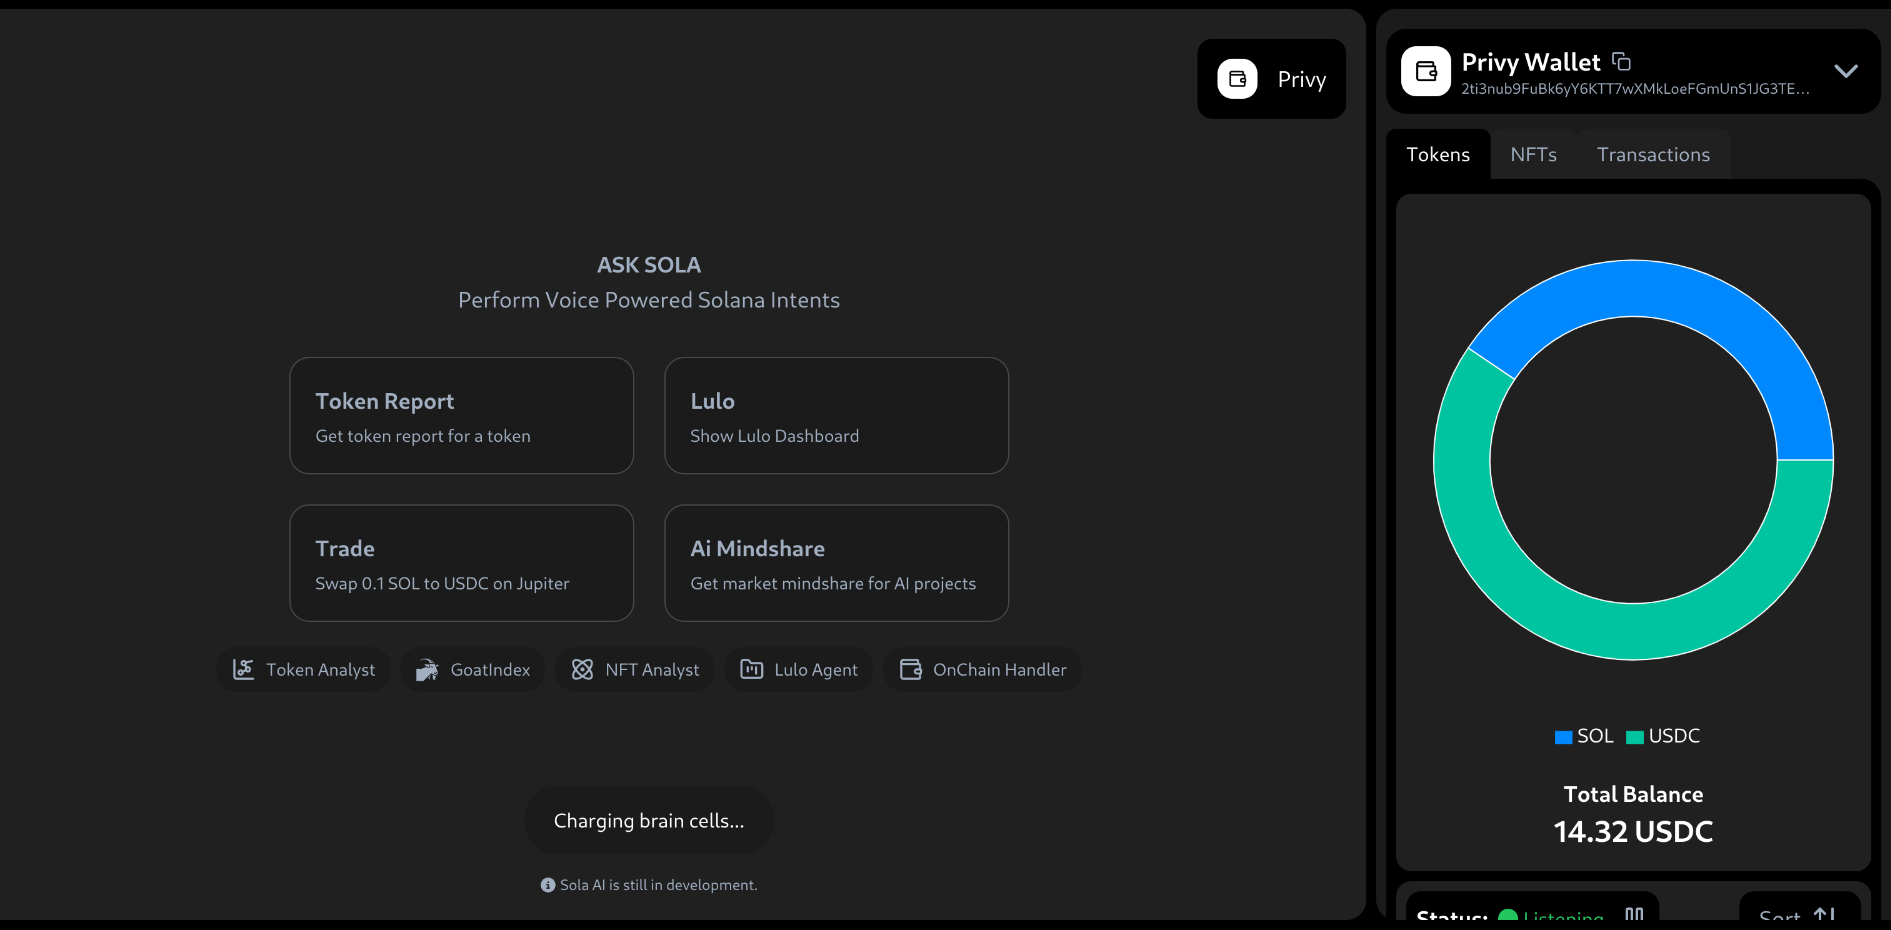 Privy
ASK SOLA
Perform Voice Powered Solana Intents
Token Report
Get token report for a token
Lulo
Show Lulo Dashboard
Trade
Swap 0.1 SOL to USDC on Jupiter
Ai Mindshare
Get market mindshare for AI projects
Token Analyst
GoatIndex
NFT Analyst
Lulo Agent
OnChain Handler
Charging brain cells...
Sola AI is still in development.
Privy Wallet
2ti3nub9FuBk6yY6KTT7wXMkLoeFGmUnS1JG3TE...
Tokens NFTs Transactions
SOL USDC
Total Balance
14.32 USDC
Status: Listening
Sort